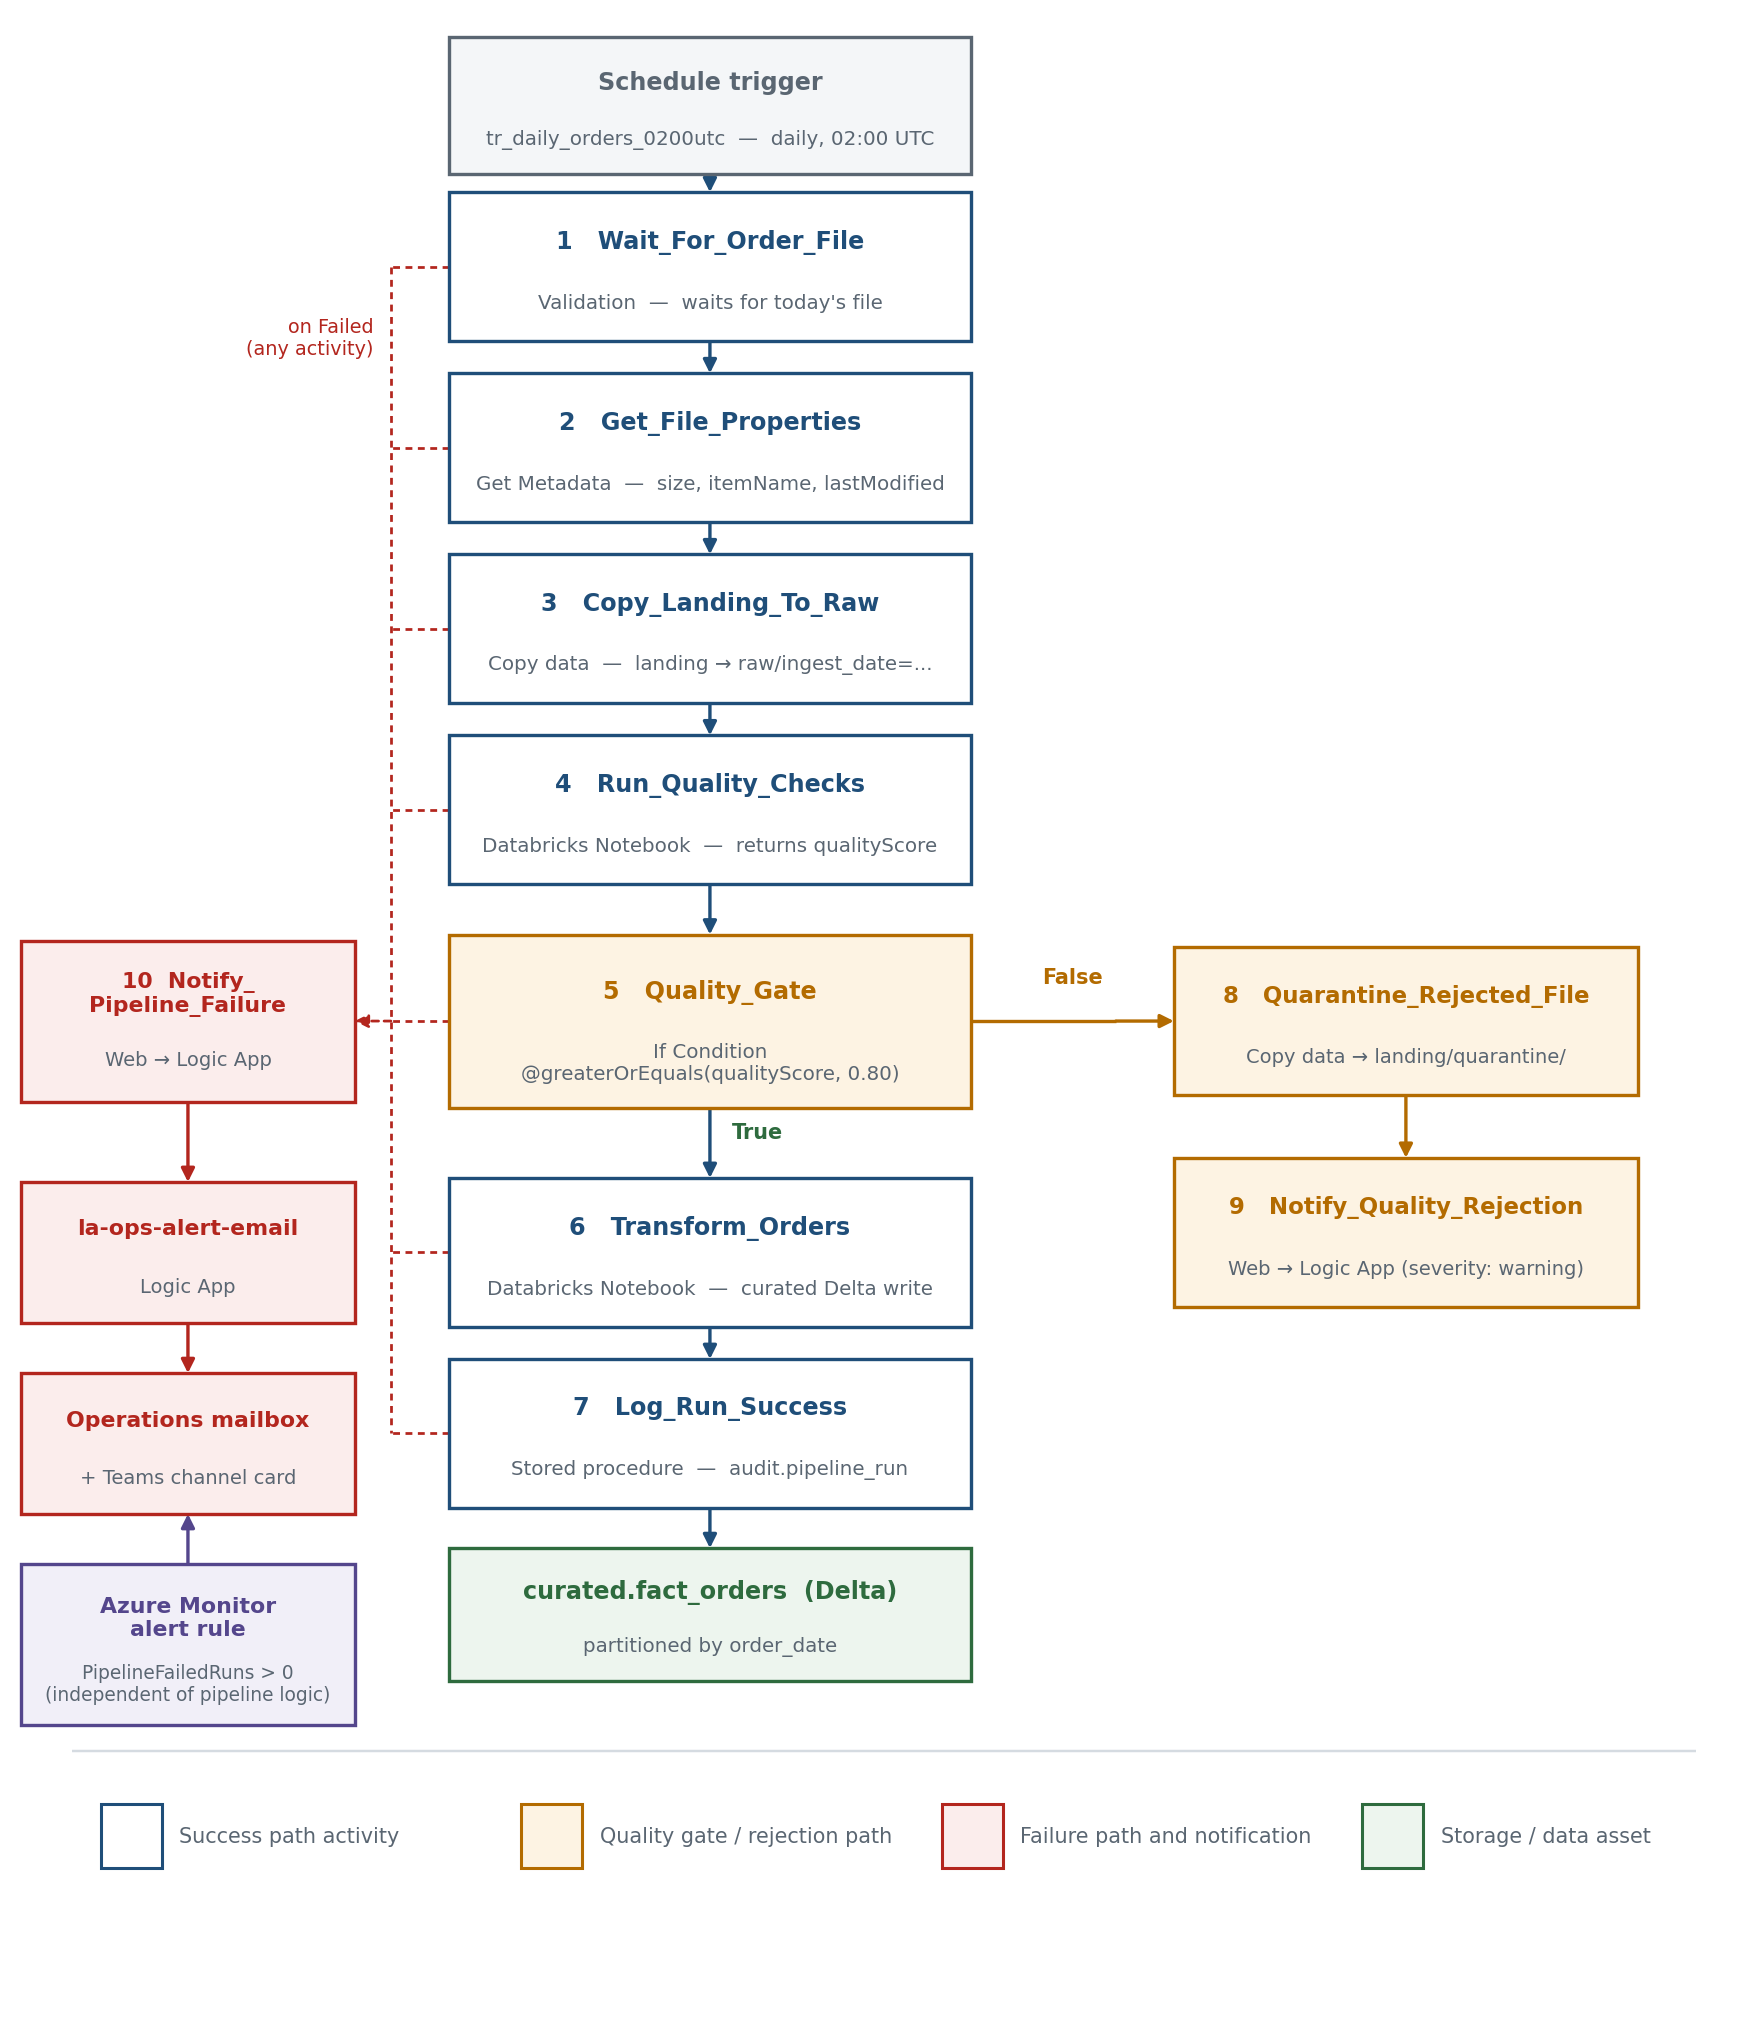 Schedule trigger
tr_daily_orders_0200utc — daily, 02:00 UTC
1 Wait_For_Order_File
Validation — waits for today's file
on Failed
(any activity)
2 Get_File_Properties
Get Metadata — size, itemName, lastModified
3 Copy_Landing_To_Raw
Copy data — landing → raw/ingest_date=...
4 Run_Quality_Checks
Databricks Notebook — returns qualityScore
10 Notify_
Pipeline_Failure
Web → Logic App
5 Quality_Gate
If Condition
@greaterOrEquals(qualityScore, 0.80)
False
8 Quarantine_Rejected_File
Copy data → landing/quarantine/
True
la-ops-alert-email
Logic App
6 Transform_Orders
Databricks Notebook — curated Delta write
9 Notify_Quality_Rejection
Web → Logic App (severity: warning)
Operations mailbox
+ Teams channel card
7 Log_Run_Success
Stored procedure — audit.pipeline_run
Azure Monitor
alert rule
PipelineFailedRuns > 0
(independent of pipeline logic)
curated.fact_orders (Delta)
partitioned by order_date
Success path activity
Quality gate / rejection path
Failure path and notification
Storage / data asset